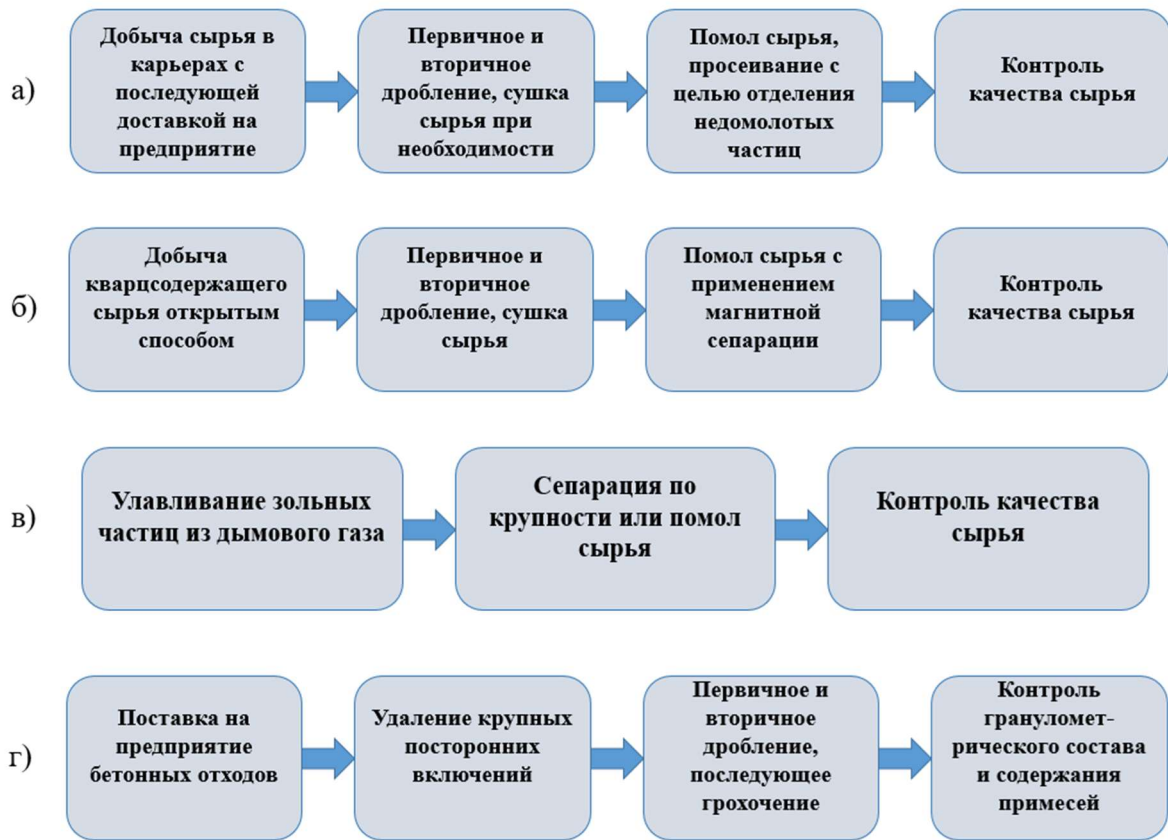 а)
Добыча сырья в
карьерах с
последующей
доставкой на
предприятие
Первичное и
вторичное
дробление, сушка
сырья при
необходимости
Помол сырья,
просеивание с
целью отделения
недомолотых
частиц
Контроль
качества сырья
б)
Добыча
кварцсодержащего
сырья открытым
способом
Первичное и
вторичное
дробление, сушка
сырья
Помол сырья с
применением
магнитной
сепарации
Контроль
качества сырья
в)
Улавливание зольных
частиц из дымового газа
Сепарация по
крупности или помол
сырья
Контроль качества
сырья
г)
Поставка на
предприятие
бетонных отходов
Удаление крупных
посторонних
включений
Первичное и
вторичное
дробление,
последующее
грохочение
Контроль
грануломет-
рического состава
и содержания
примесей